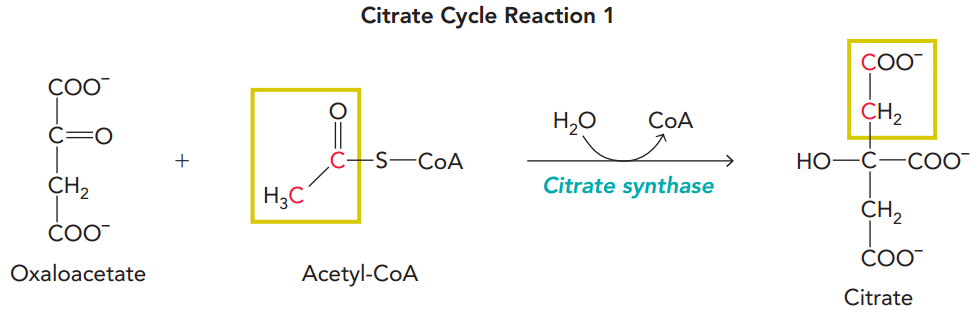 Citrate Cycle Reaction 1
COO⁻
C=O
CH₂
COO⁻
Oxaloacetate
+
O
C—S—CoA
H₃C
Acetyl-CoA
H₂O CoA
Citrate synthase
COO⁻
CH₂
HO—C—COO⁻
CH₂
COO⁻
Citrate